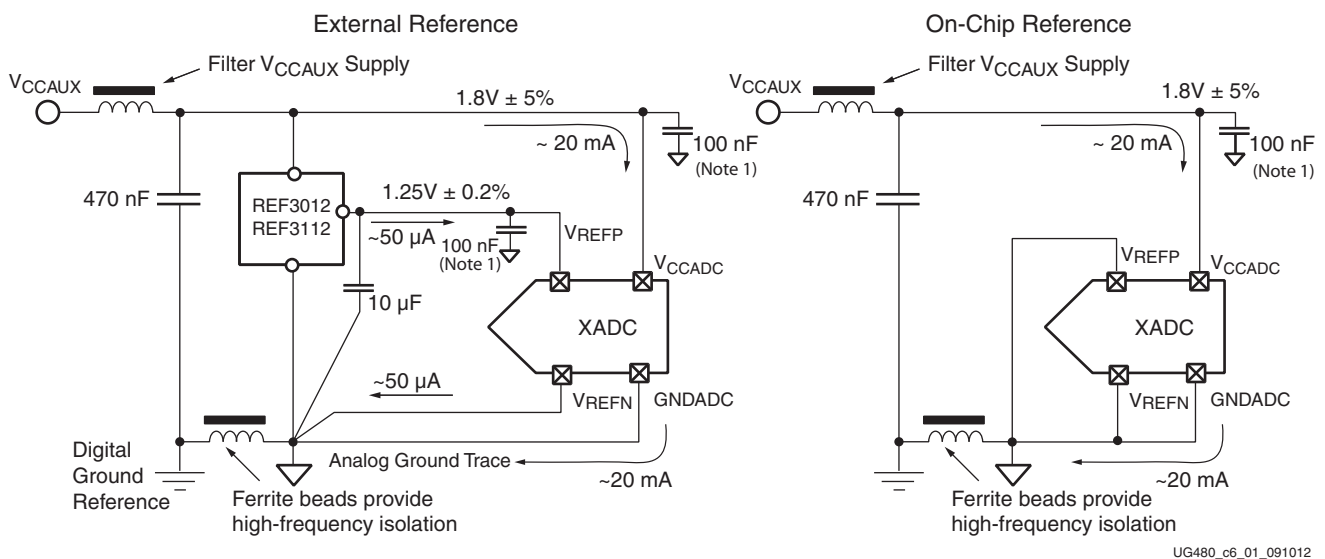 External Reference
Filter VCCAUX Supply
VCCAUX
1.8V ± 5%
~ 20 mA
100 nF
(Note 1)
470 nF
REF3012
REF3112
1.25V ± 0.2%
~50 µA
100 nF
(Note 1)
VREFP
VCCADC
10 µF
XADC
~50 µA
VREFN
GNDADC
Digital
Ground
Reference
Analog Ground Trace
~20 mA
Ferrite beads provide
high-frequency isolation
On-Chip Reference
Filter VCCAUX Supply
VCCAUX
1.8V ± 5%
~ 20 mA
100 nF
(Note 1)
470 nF
VREFP
VCCADC
XADC
VREFN
GNDADC
~20 mA
Ferrite beads provide
high-frequency isolation
UG480_c6_01_091012